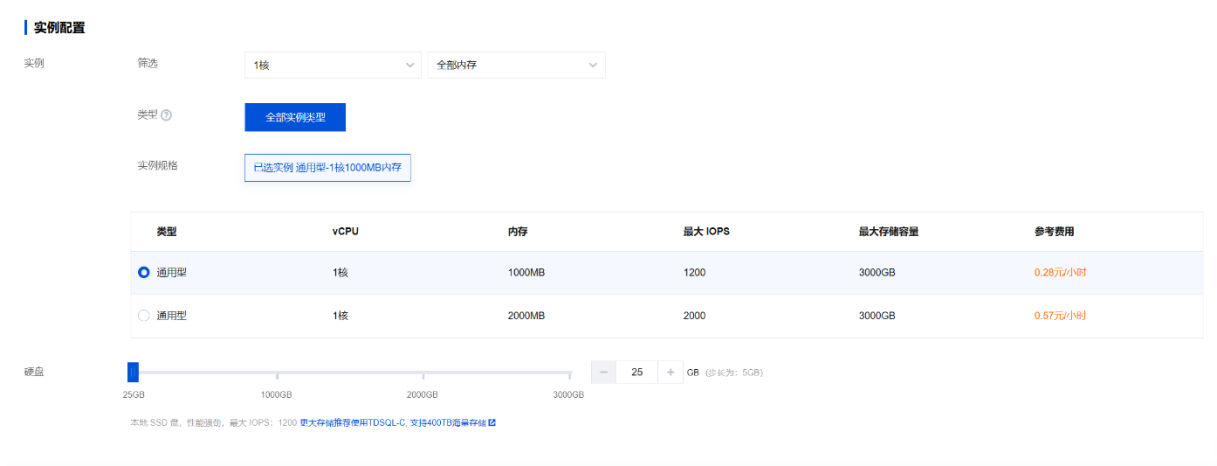 实例配置
实例 筛选 1核 全部内存
类型 全部实例类型
实例规格 已选实例 通用型-1核1000MB内存
类型 vCPU 内存 最大 IOPS 最大存储容量 参考费用
通用型 1核 1000MB 1200 3000GB 0.28元/小时
通用型 1核 2000MB 2000 3000GB 0.57元/小时
硬盘 25 GB (步长为：5GB)
25GB 1000GB 2000GB 3000GB
本地 SSD 盘，性能强劲，最大 IOPS：1200 更大存储推荐使用TDSQL-C, 支持400TB海量存储